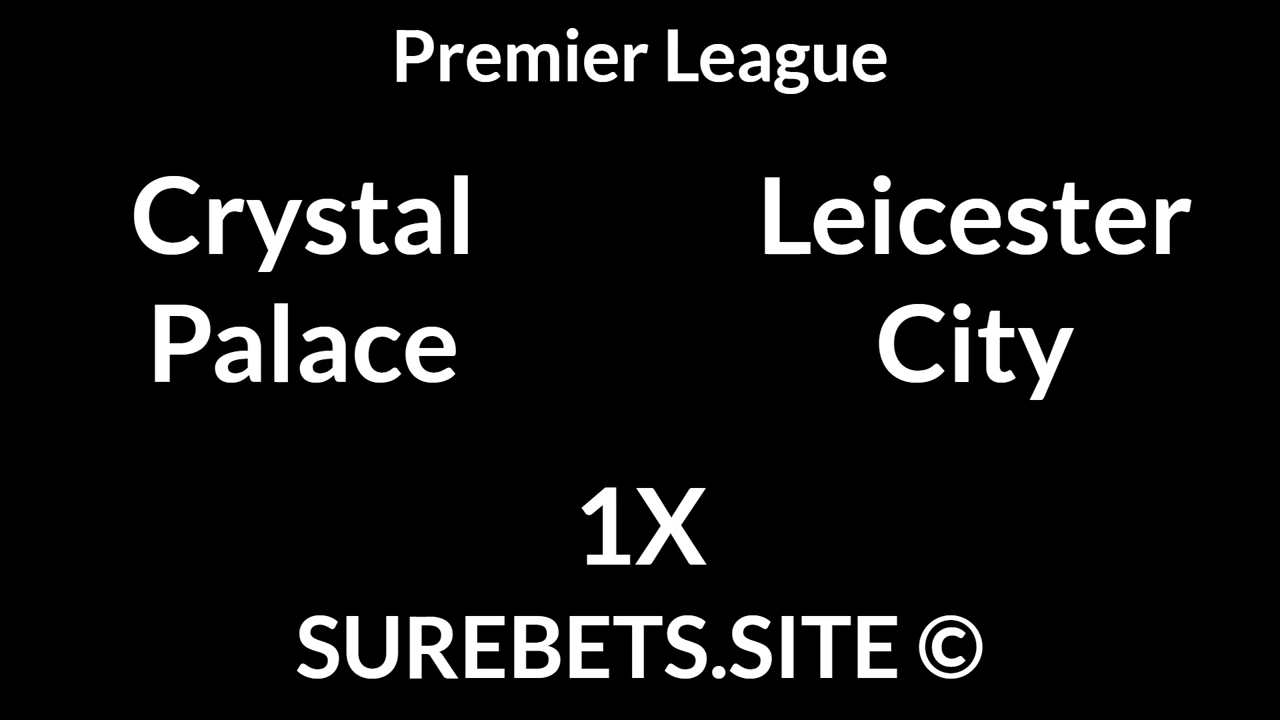 Premier League
Crystal
Palace
Leicester
City
1X
SUREBETS.SITE ©